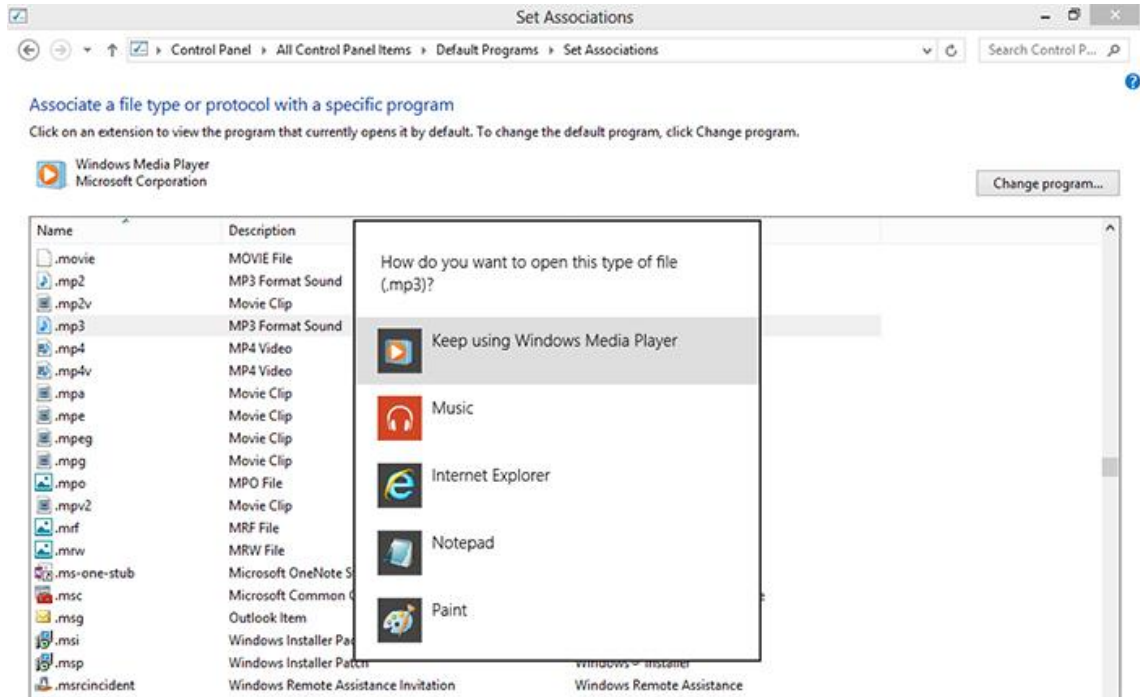 Set Associations
Control Panel
All Control Panel Items
Default Programs
Set Associations
Search Control P...
Associate a file type or protocol with a specific program
Click on an extension to view the program that currently opens it by default. To change the default program, click Change program.
Windows Media Player
Microsoft Corporation
Change program...
Name Description
.movie MOVIE File
.mp2 MP3 Format Sound
.mp2v Movie Clip
.mp3 MP3 Format Sound
.mp4 MP4 Video
.mp4v MP4 Video
.mpa Movie Clip
.mpe Movie Clip
.mpeg Movie Clip
.mpg Movie Clip
.mpo MPO File
.mpv2 Movie Clip
.mrf MRF File
.mrw MRW File
.ms-one-stub Microsoft OneNote S
.msc Microsoft Common
.msg Outlook Item
.msi Windows Installer Pac
.msp Windows Installer Patch Windows® Installer
.msrcincident Windows Remote Assistance Invitation Windows Remote Assistance
How do you want to open this type of file
(.mp3)?
Keep using Windows Media Player
Music
Internet Explorer
Notepad
Paint